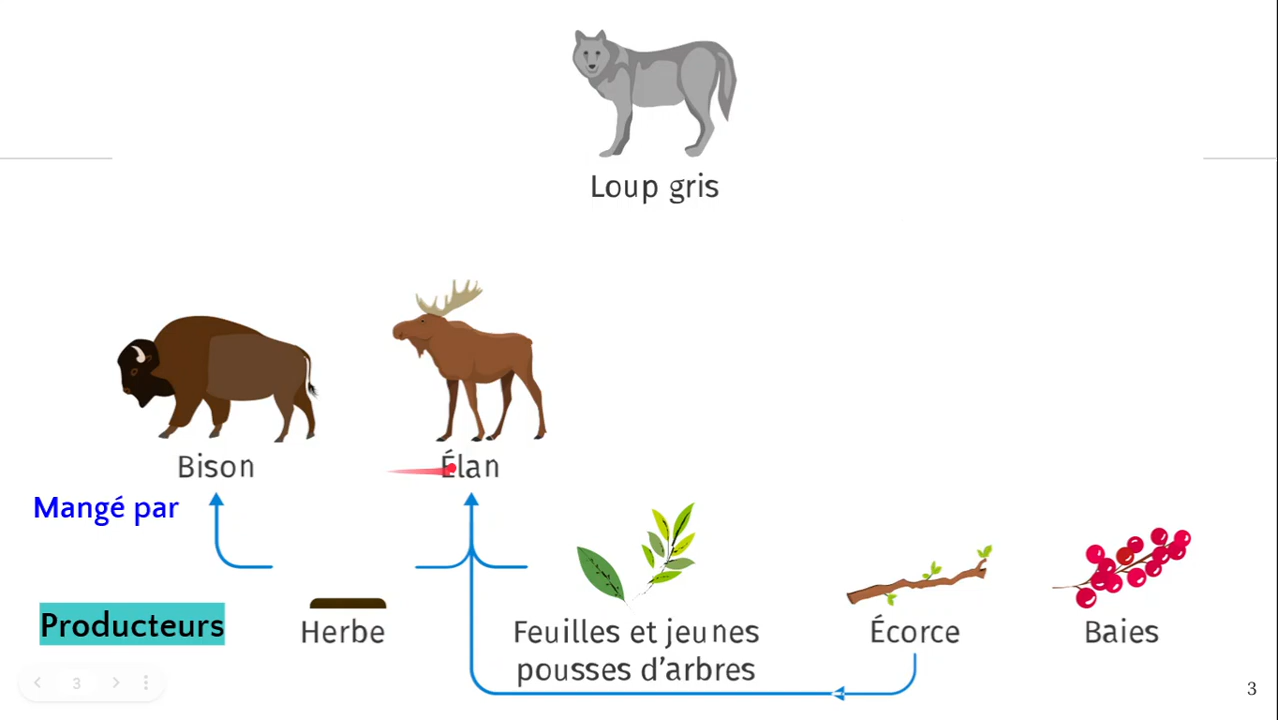 Loup gris
Bison
Élan
Mangé par
Producteurs
Herbe
Feuilles et jeunes
pousses d'arbres
Écorce
Baies
3
3